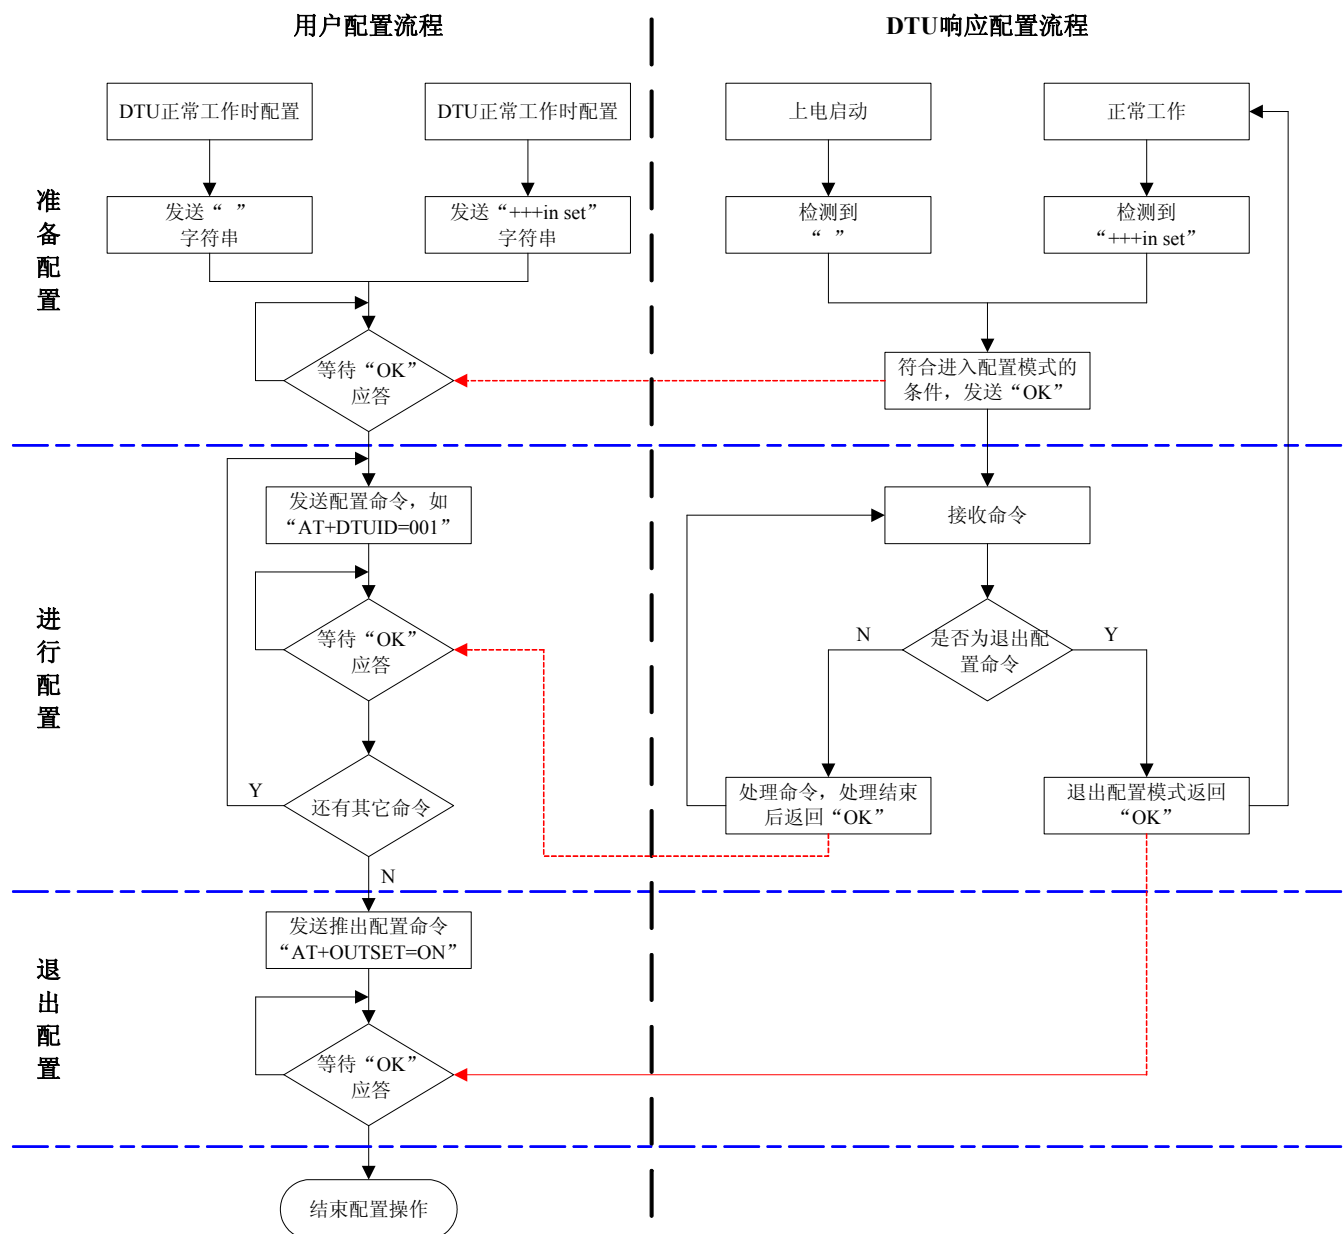 用户配置流程
DTU响应配置流程
DTU正常工作时配置
DTU正常工作时配置
上电启动
正常工作
准备配置
发送“ ”
字符串
发送“+++in set”
字符串
检测到
“ ”
检测到
“+++in set”
等待“OK”
应答
符合进入配置模式的
条件，发送“OK”
发送配置命令，如
“AT+DTUID=001”
接收命令
进行配置
等待“OK”
应答
N
是否为退出配
置命令
Y
Y
还有其它命令
处理命令，处理结束
后返回“OK”
退出配置模式返回
“OK”
N
发送推出配置命令
“AT+OUTSET=ON”
退出配置
等待“OK”
应答
结束配置操作